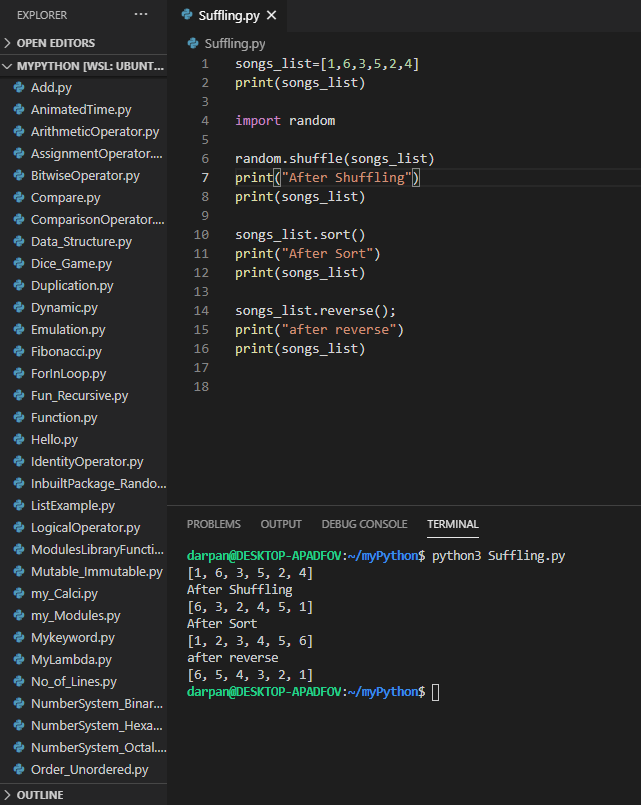 EXPLORER ···
OPEN EDITORS
MYPYTHON [WSL: UBUNT...
Add.py
AnimatedTime.py
ArithmeticOperator.py
AssignmentOperator....
BitwiseOperator.py
Compare.py
ComparisonOperator....
Data_Structure.py
Dice_Game.py
Duplication.py
Dynamic.py
Emulation.py
Fibonacci.py
ForInLoop.py
Fun_Recursive.py
Function.py
Hello.py
IdentityOperator.py
InbuiltPackage_Rando...
ListExample.py
LogicalOperator.py
ModulesLibraryFuncti...
Mutable_Immutable.py
my_Calci.py
my_Modules.py
Mykeyword.py
MyLambda.py
No_of_Lines.py
NumberSystem_Binar...
NumberSystem_Hexa...
NumberSystem_Octal....
Order_Unordered.py
OUTLINE
Suffling.py
Suffling.py
1 songs_list=[1,6,3,5,2,4]
2 print(songs_list)
3
4 import random
5
6 random.shuffle(songs_list)
7 print("After Shuffling")
8 print(songs_list)
9
10 songs_list.sort()
11 print("After Sort")
12 print(songs_list)
13
14 songs_list.reverse();
15 print("after reverse")
16 print(songs_list)
17
18
PROBLEMS OUTPUT DEBUG CONSOLE TERMINAL
darpan@DESKTOP-APADFOV:~/myPython$ python3 Suffling.py
[1, 6, 3, 5, 2, 4]
After Shuffling
[6, 3, 2, 4, 5, 1]
After Sort
[1, 2, 3, 4, 5, 6]
after reverse
[6, 5, 4, 3, 2, 1]
darpan@DESKTOP-APADFOV:~/myPython$